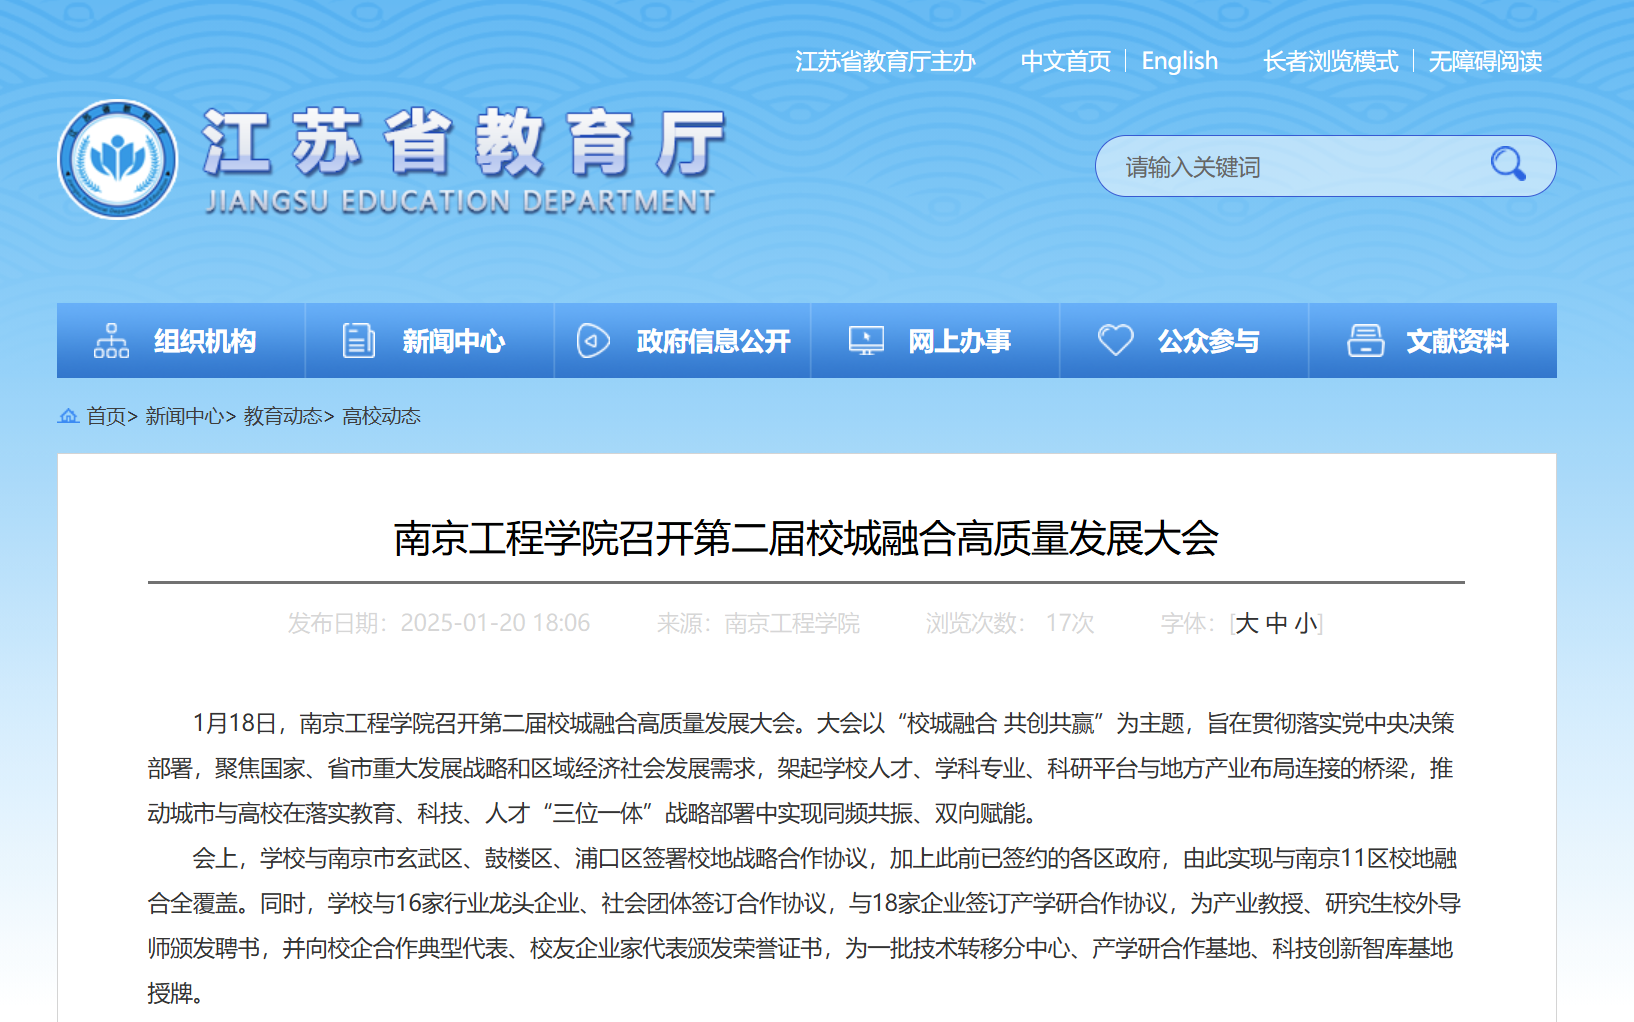 江苏省教育厅主办 中文首页 English 长者浏览模式 无障碍阅读
江苏省教育厅
JIANGSU EDUCATION DEPARTMENT
请输入关键词
组织机构 新闻中心 政府信息公开 网上办事 公众参与 文献资料
首页> 新闻中心> 教育动态> 高校动态
南京工程学院召开第二届校城融合高质量发展大会
发布日期：2025-01-20 18:06 来源：南京工程学院 浏览次数： 17次 字体：[大 中 小]
1月18日，南京工程学院召开第二届校城融合高质量发展大会。大会以“校城融合 共创共赢”为主题，旨在贯彻落实党中央决策
部署，聚焦国家、省市重大发展战略和区域经济社会发展需求，架起学校人才、学科专业、科研平台与地方产业布局连接的桥梁，推
动城市与高校在落实教育、科技、人才“三位一体”战略部署中实现同频共振、双向赋能。
会上，学校与南京市玄武区、鼓楼区、浦口区签署校地战略合作协议，加上此前已签约的各区政府，由此实现与南京11区校地融
合全覆盖。同时，学校与16家行业龙头企业、社会团体签订合作协议，与18家企业签订产学研合作协议，为产业教授、研究生校外导
师颁发聘书，并向校企合作典型代表、校友企业家代表颁发荣誉证书，为一批技术转移分中心、产学研合作基地、科技创新智库基地
授牌。